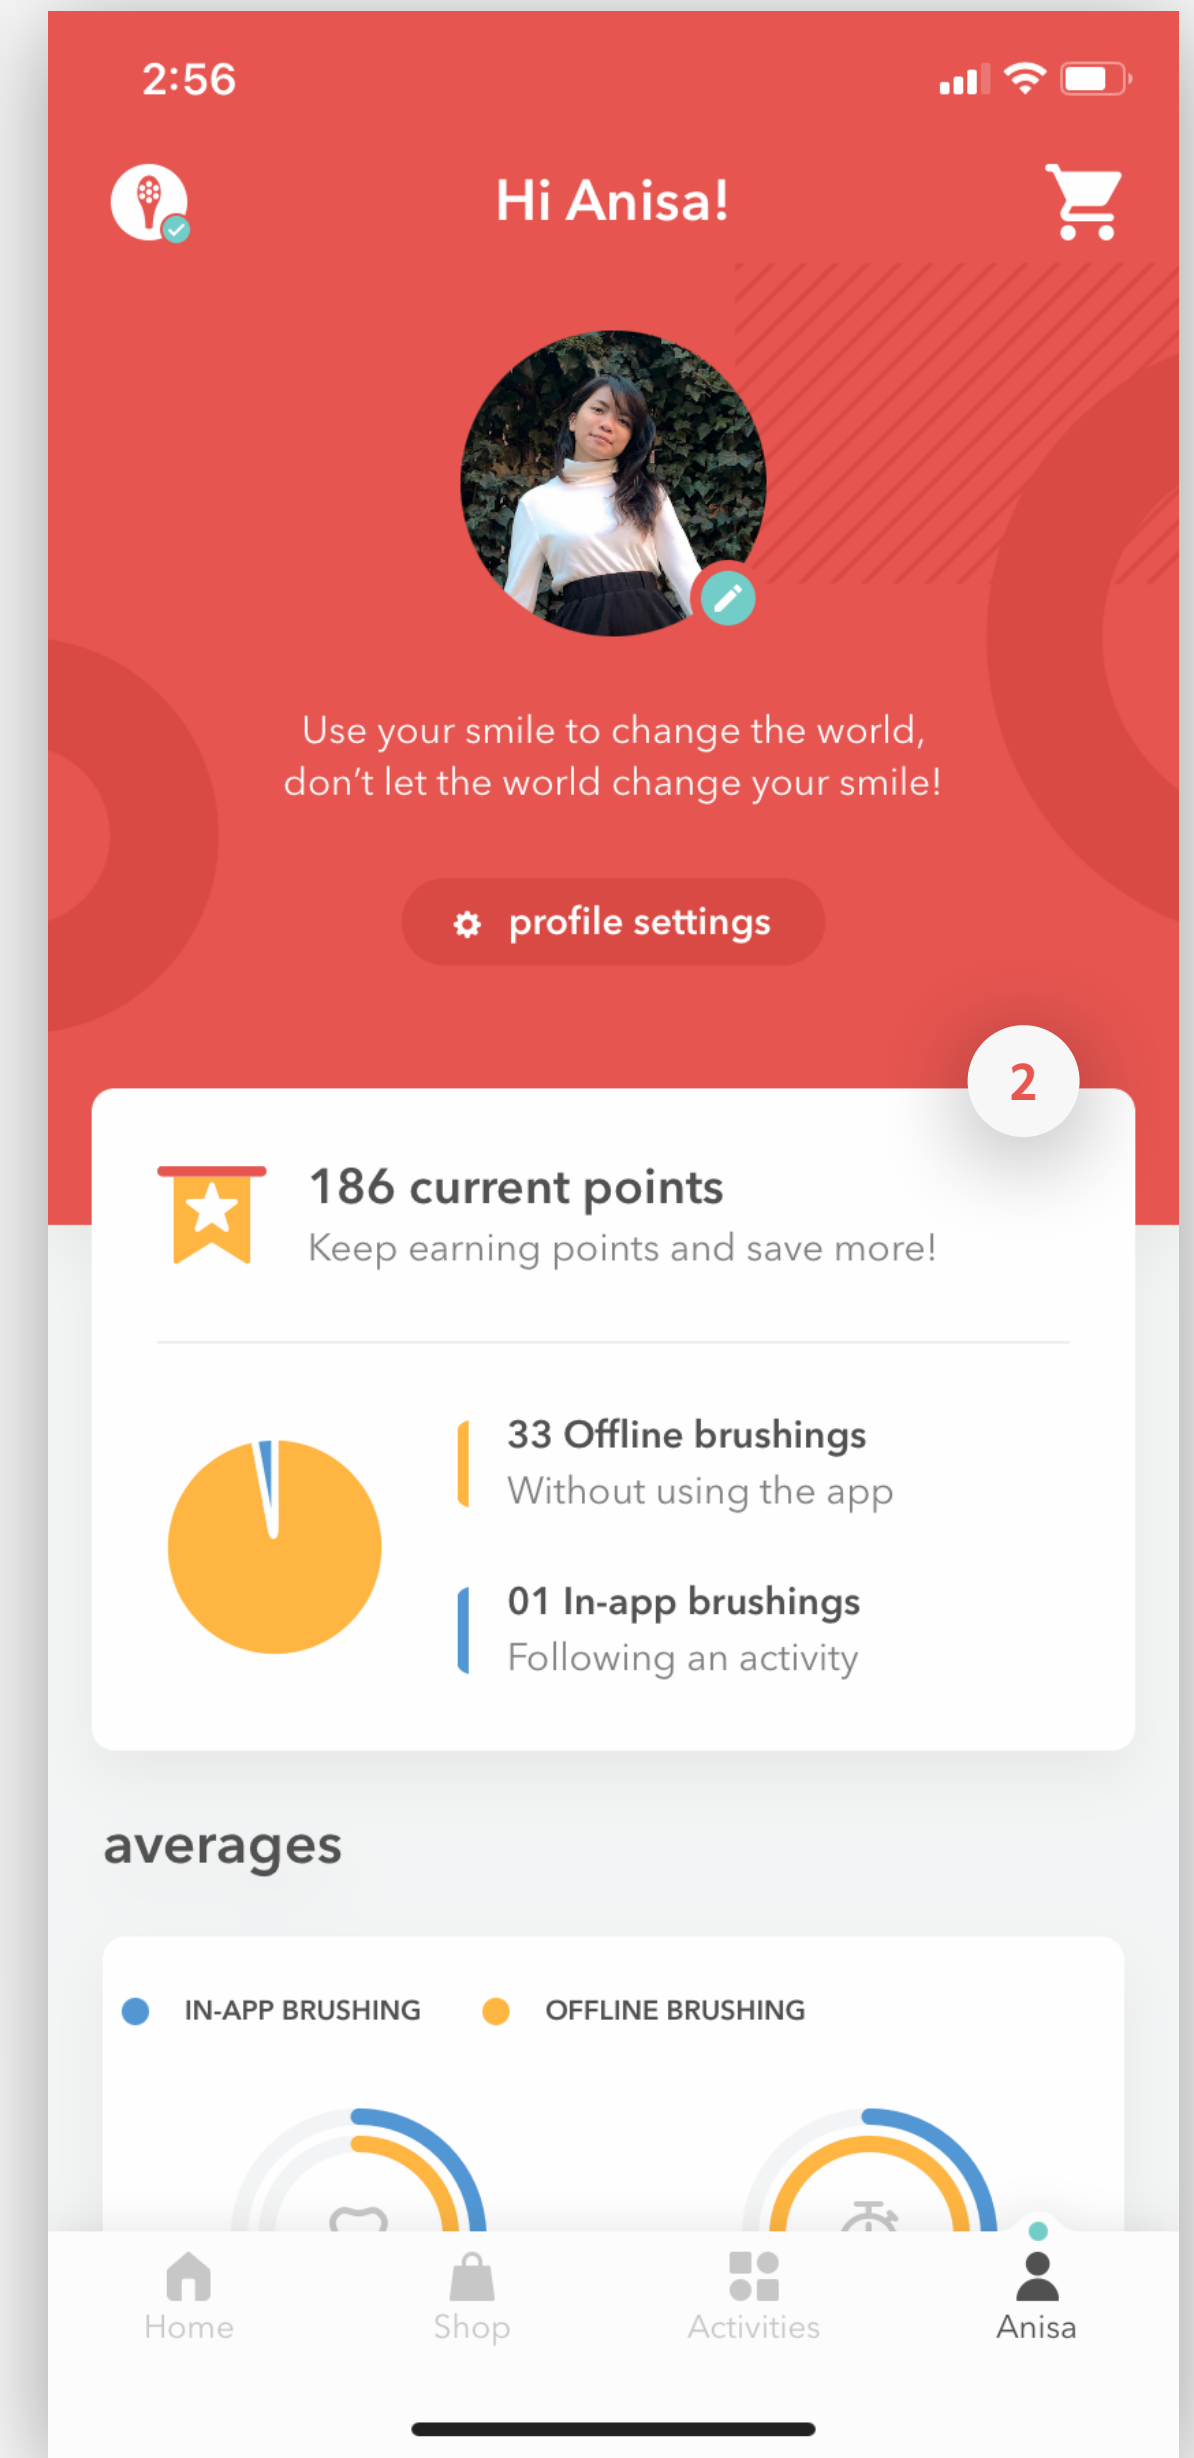 2:56
Hi Anisa!
Use your smile to change the world,
don't let the world change your smile!
profile settings
2
186 current points
Keep earning points and save more!
33 Offline brushings
Without using the app
01 In-app brushings
Following an activity
averages
IN-APP BRUSHING
OFFLINE BRUSHING
Home
Shop
Activities
Anisa